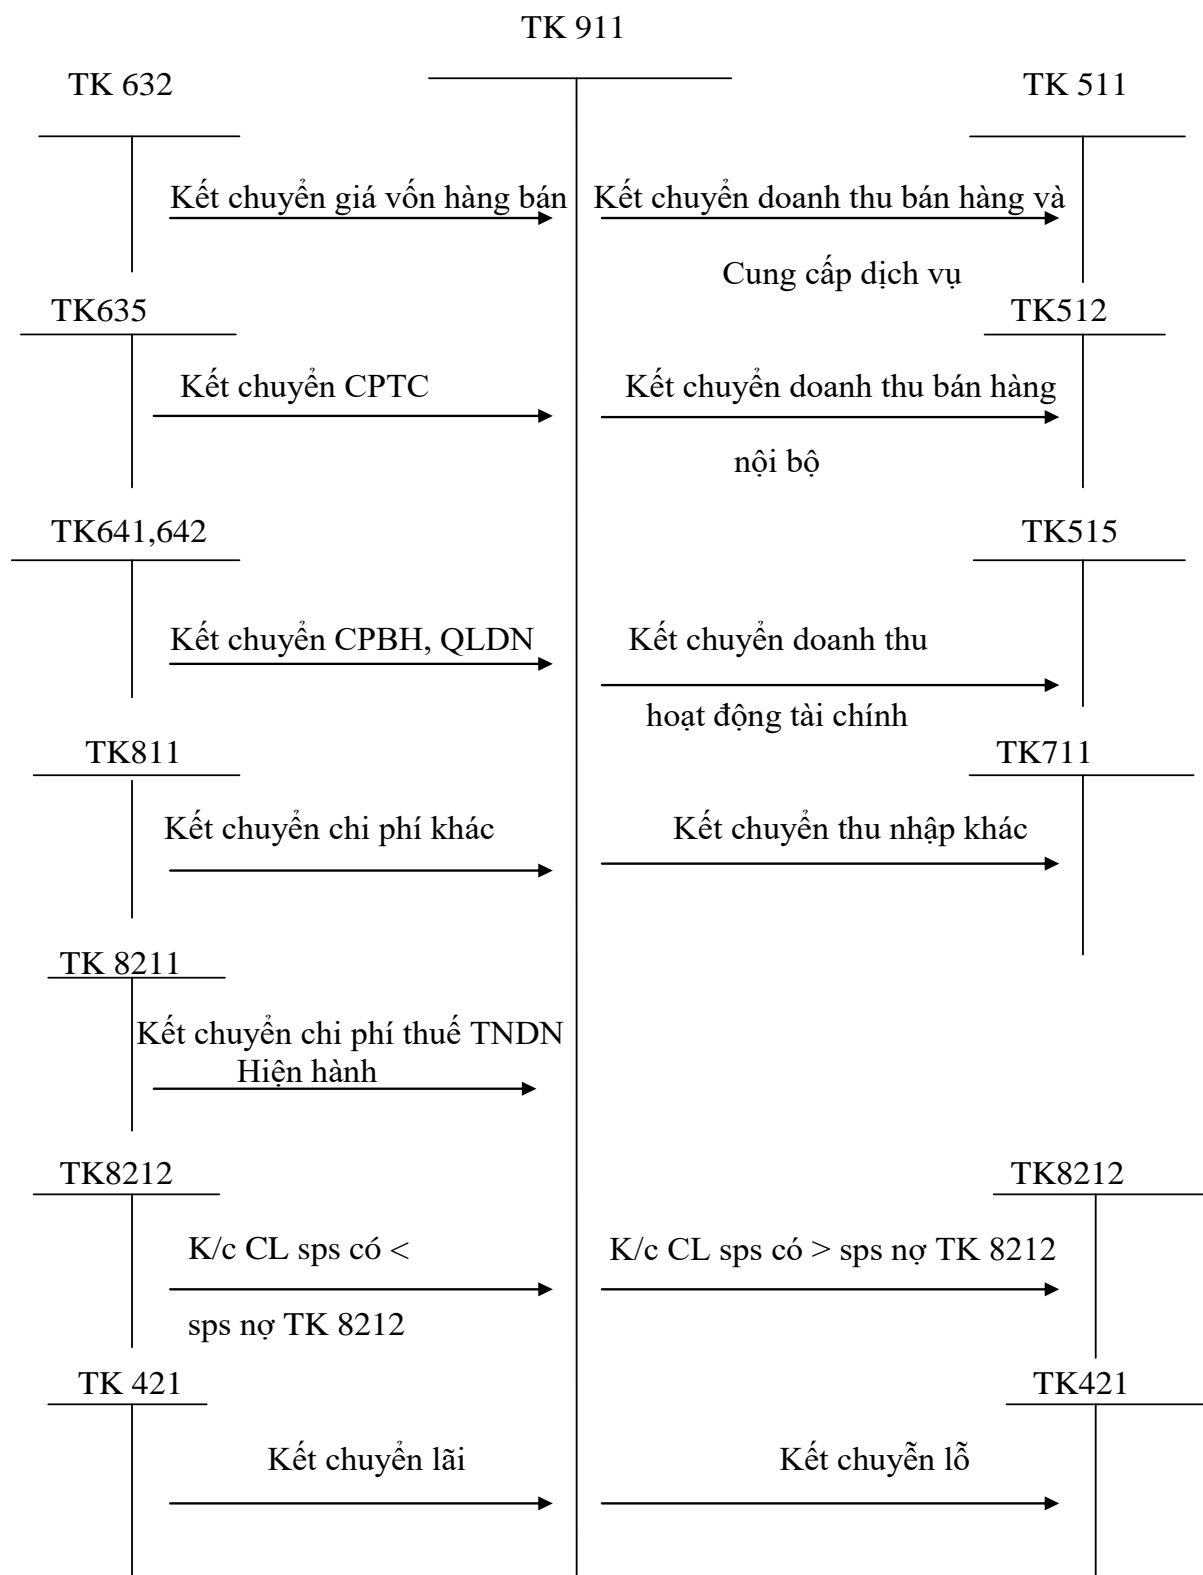 TK 911
TK 632
TK 511
Kết chuyển giá vốn hàng bán
Kết chuyển doanh thu bán hàng và
Cung cấp dịch vụ
TK635
TK512
Kết chuyển CPTC
Kết chuyển doanh thu bán hàng
nội bộ
TK641,642
TK515
Kết chuyển CPBH, QLDN
Kết chuyển doanh thu
hoạt động tài chính
TK811
TK711
Kết chuyển chi phí khác
Kết chuyển thu nhập khác
TK 8211
Kết chuyển chi phí thuế TNDN
Hiện hành
TK8212
TK8212
K/c CL sps có <
sps nợ TK 8212
K/c CL sps có > sps nợ TK 8212
TK 421
TK421
Kết chuyển lãi
Kết chuyễn lỗ